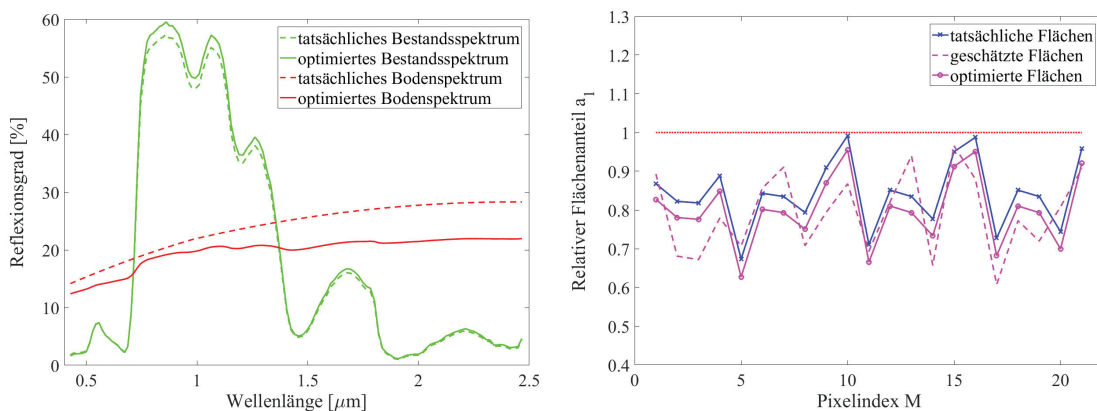 60
50
40
30
20
10
0
Reflexionsgrad [%]
tatsächliches Bestandsspektrum
optimiertes Bestandsspektrum
tatsächliches Bodenspektrum
optimiertes Bodenspektrum
0.5 1 1.5 2 2.5
Wellenlänge [μm]
1.3
1.2
1.1
1
0.9
0.8
0.7
0.6
0.5
0.4
Relativer Flächenanteil a1
tatsächliche Flächen
geschätzte Flächen
optimierte Flächen
0 5 10 15 20
Pixelindex M